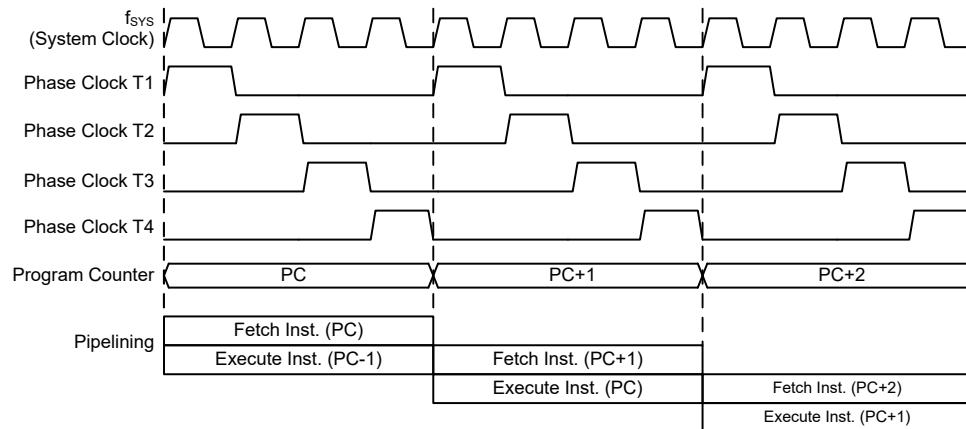 fSYS
(System Clock)
Phase Clock T1
Phase Clock T2
Phase Clock T3
Phase Clock T4
Program Counter PC PC+1 PC+2
Pipelining
Fetch Inst. (PC)
Execute Inst. (PC-1) Fetch Inst. (PC+1)
Execute Inst. (PC) Fetch Inst. (PC+2)
Execute Inst. (PC+1)